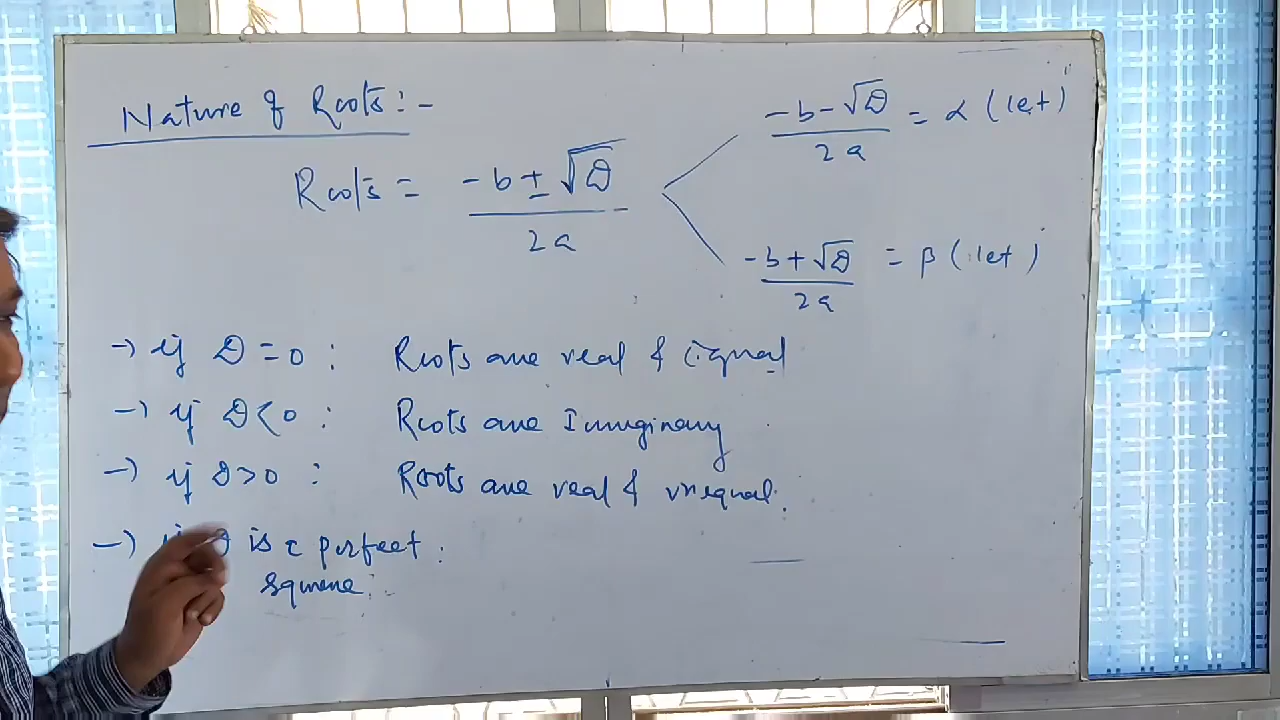 Nature of Roots :-
Roots = -b ± √D / 2a
-b - √D / 2a = α (let)
-b + √D / 2a = β (let)
→ if D = 0 : Roots are real & equal
→ if D < 0 : Roots are Imaginary
→ if D > 0 : Roots are real & unequal.
→ if D is a perfect :
square :